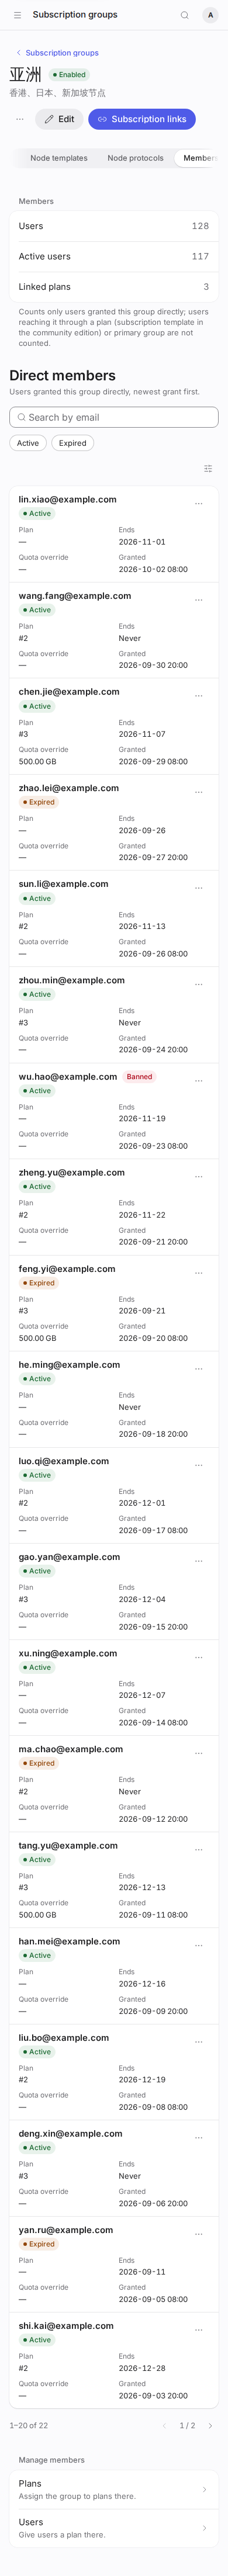 Subscription groups
A
Subscription groups
亚洲 Enabled
香港、日本、新加坡节点
Edit
Subscription links
Node templates Node protocols Members
Members
Users 128
Active users 117
Linked plans 3
Counts only users granted this group directly; users
reaching it through a plan (subscription template in
the community edition) or primary group are not
counted.
Direct members
Users granted this group directly, newest grant first.
Search by email
Active Expired
lin.xiao@example.com
Active
Plan Ends
— 2026-11-01
Quota override Granted
— 2026-10-02 08:00
wang.fang@example.com
Active
Plan Ends
#2 Never
Quota override Granted
— 2026-09-30 20:00
chen.jie@example.com
Active
Plan Ends
#3 2026-11-07
Quota override Granted
500.00 GB 2026-09-29 08:00
zhao.lei@example.com
Expired
Plan Ends
— 2026-09-26
Quota override Granted
— 2026-09-27 20:00
sun.li@example.com
Active
Plan Ends
#2 2026-11-13
Quota override Granted
— 2026-09-26 08:00
zhou.min@example.com
Active
Plan Ends
#3 Never
Quota override Granted
— 2026-09-24 20:00
wu.hao@example.com Banned
Active
Plan Ends
— 2026-11-19
Quota override Granted
— 2026-09-23 08:00
zheng.yu@example.com
Active
Plan Ends
#2 2026-11-22
Quota override Granted
— 2026-09-21 20:00
feng.yi@example.com
Expired
Plan Ends
#3 2026-09-21
Quota override Granted
500.00 GB 2026-09-20 08:00
he.ming@example.com
Active
Plan Ends
— Never
Quota override Granted
— 2026-09-18 20:00
luo.qi@example.com
Active
Plan Ends
#2 2026-12-01
Quota override Granted
— 2026-09-17 08:00
gao.yan@example.com
Active
Plan Ends
#3 2026-12-04
Quota override Granted
— 2026-09-15 20:00
xu.ning@example.com
Active
Plan Ends
— 2026-12-07
Quota override Granted
— 2026-09-14 08:00
ma.chao@example.com
Expired
Plan Ends
#2 Never
Quota override Granted
— 2026-09-12 20:00
tang.yu@example.com
Active
Plan Ends
#3 2026-12-13
Quota override Granted
500.00 GB 2026-09-11 08:00
han.mei@example.com
Active
Plan Ends
— 2026-12-16
Quota override Granted
— 2026-09-09 20:00
liu.bo@example.com
Active
Plan Ends
#2 2026-12-19
Quota override Granted
— 2026-09-08 08:00
deng.xin@example.com
Active
Plan Ends
#3 Never
Quota override Granted
— 2026-09-06 20:00
yan.ru@example.com
Expired
Plan Ends
— 2026-09-11
Quota override Granted
— 2026-09-05 08:00
shi.kai@example.com
Active
Plan Ends
#2 2026-12-28
Quota override Granted
— 2026-09-03 20:00
1–20 of 22 1 / 2
Manage members
Plans
Assign the group to plans there.
Users
Give users a plan there.